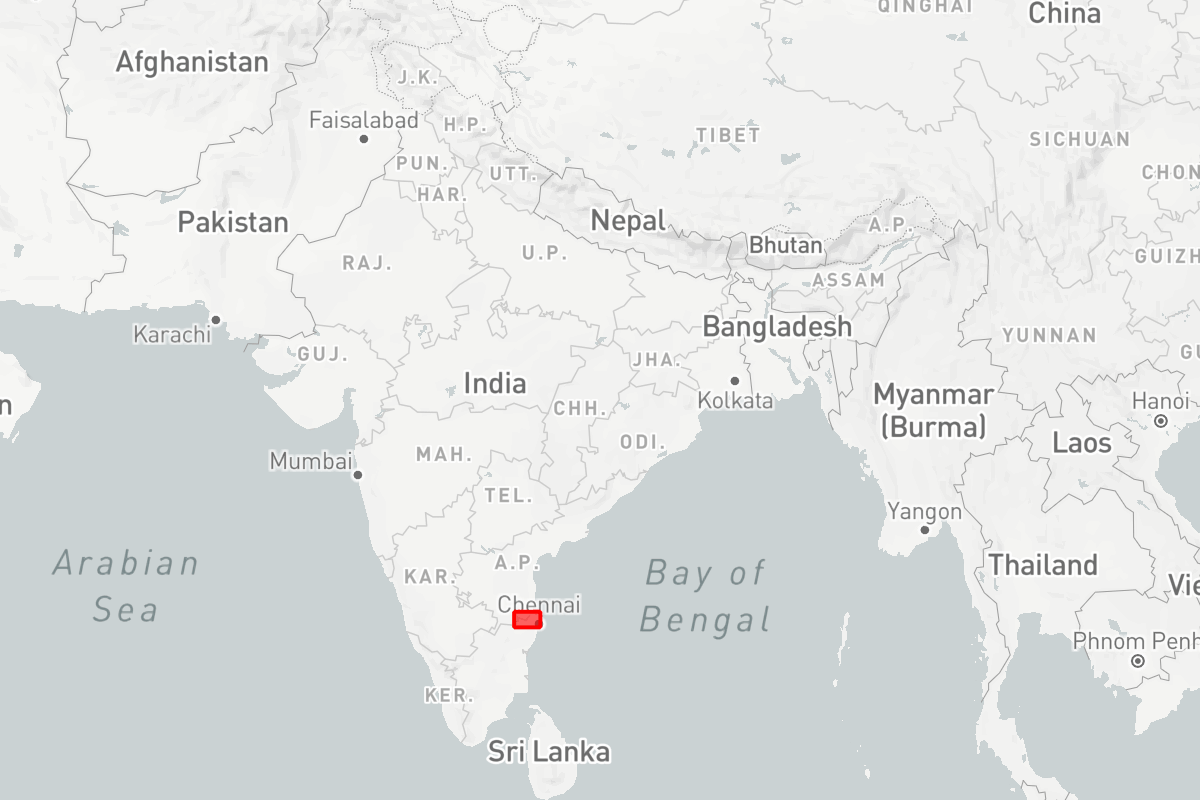 QINGHAI
China
Afghanistan
J.K.
Faisalabad
H.P.
TIBET
SICHUAN
PUN.
UTT.
CHON
HAR.
Pakistan
Nepal
A.P.
Bhutan
U.P.
RAJ.
ASSAM
GUIZH
Karachi
Bangladesh
YUNNAN
GUJ.
JHA.
GU
India
Kolkata
Myanmar
(Burma)
Hanoi
n
CHH.
ODI.
Laos
MAH.
Mumbai
TEL.
Yangon
Arabian
Sea
A.P.
KAR.
Bay of
Bengal
Thailand
Vie
Chennai
Phnom Penh
KER.
Sri Lanka